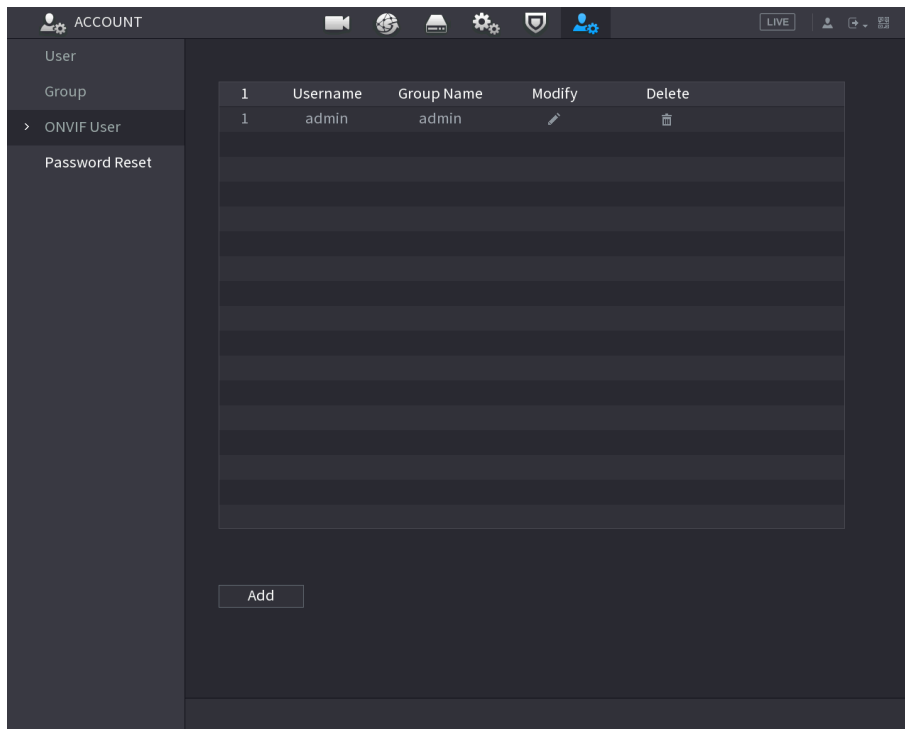 ACCOUNT LIVE
User
Group
ONVIF User
Password Reset
1 Username Group Name Modify Delete
1 admin admin
Add